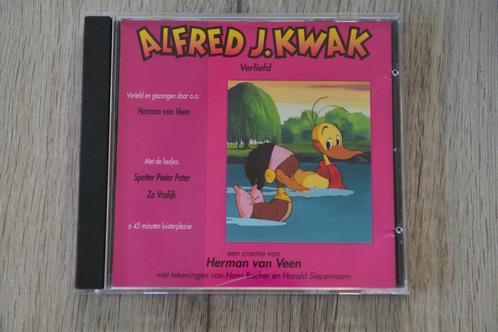 ALFRED J. KWAK
Verliefd
Verteld en gezongen door o.a.:
Herman van Veen
Met de liedjes:
Spetter Pieter Pater
Zo Vrolijk
± 45 minuten luisterplezier
een creatie van
Herman van Veen
met tekeningen van Hans Bacher en Harald Siepermann